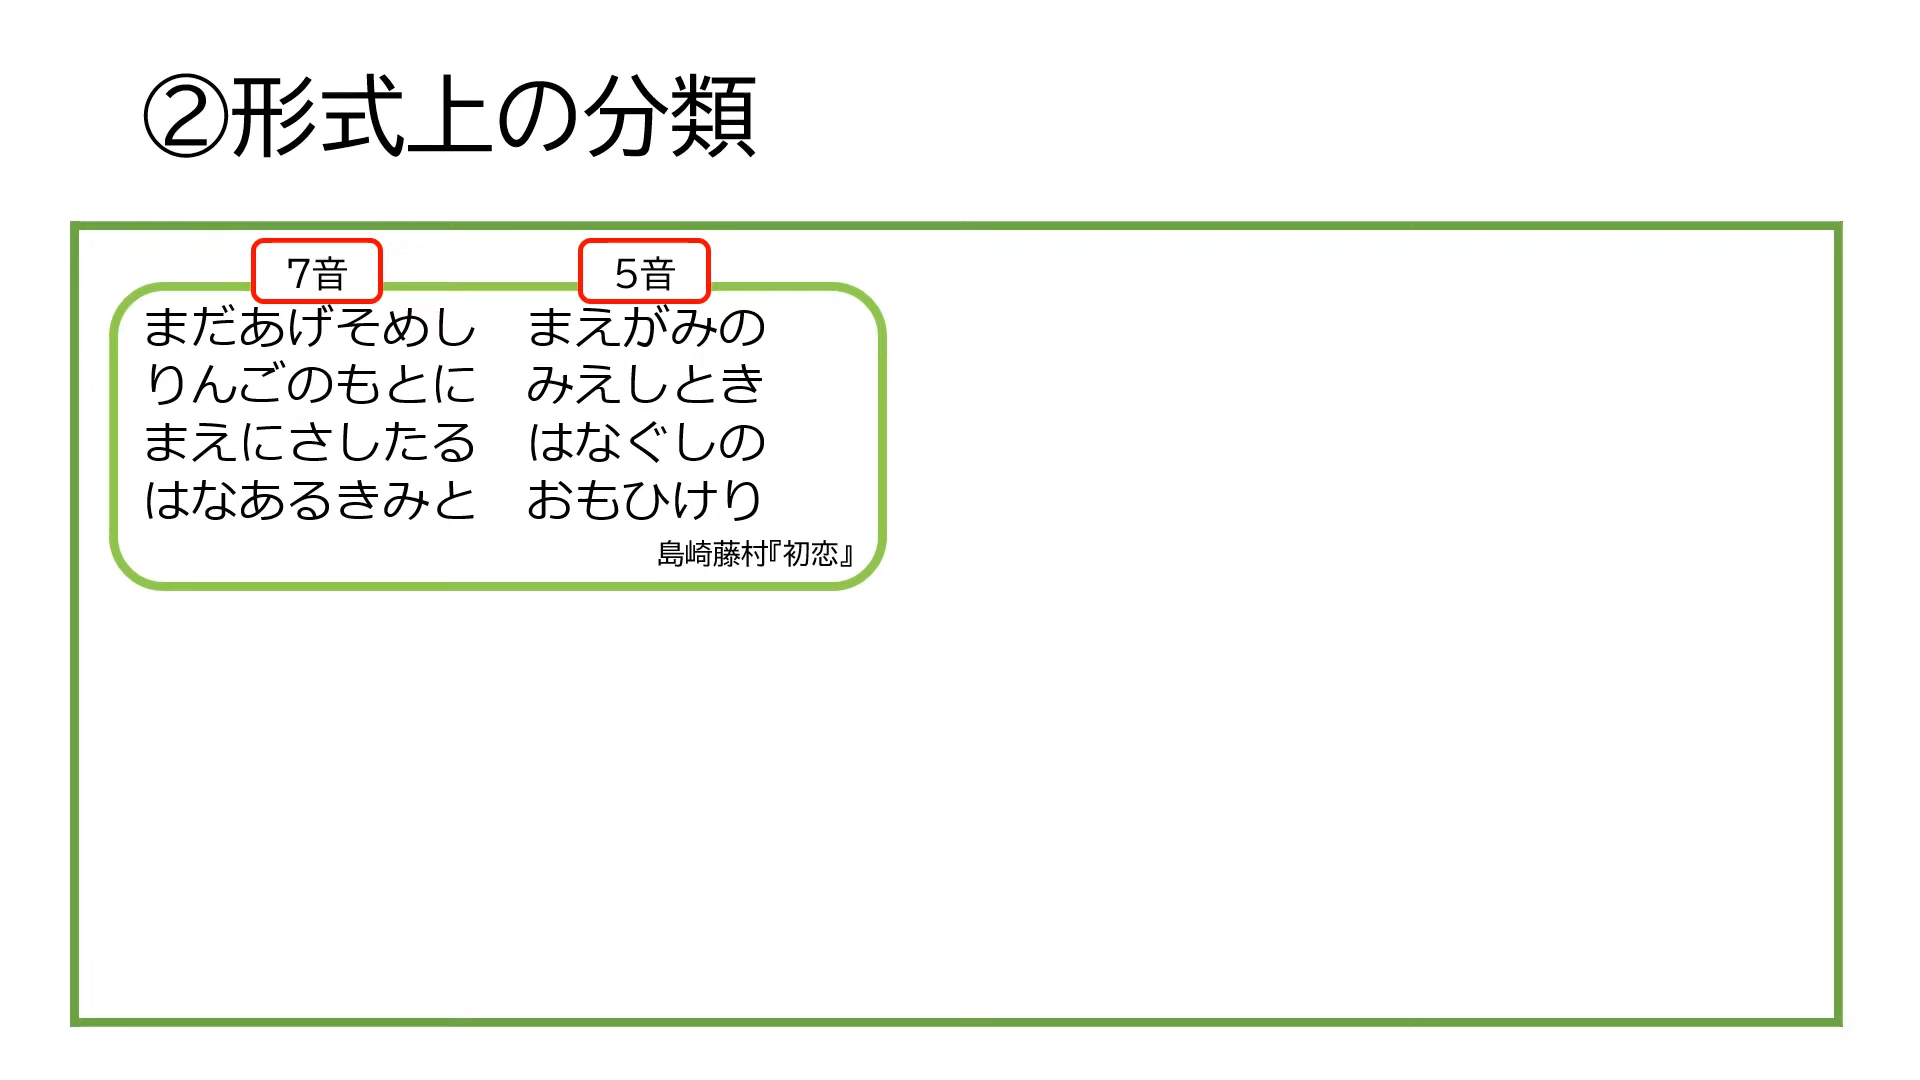 ②形式上の分類
7音 5音
まだあげそめし まえがみの
りんごのもとに みえしとき
まえにさしたる はなぐしの
はなあるきみと おもひけり
島崎藤村『初恋』